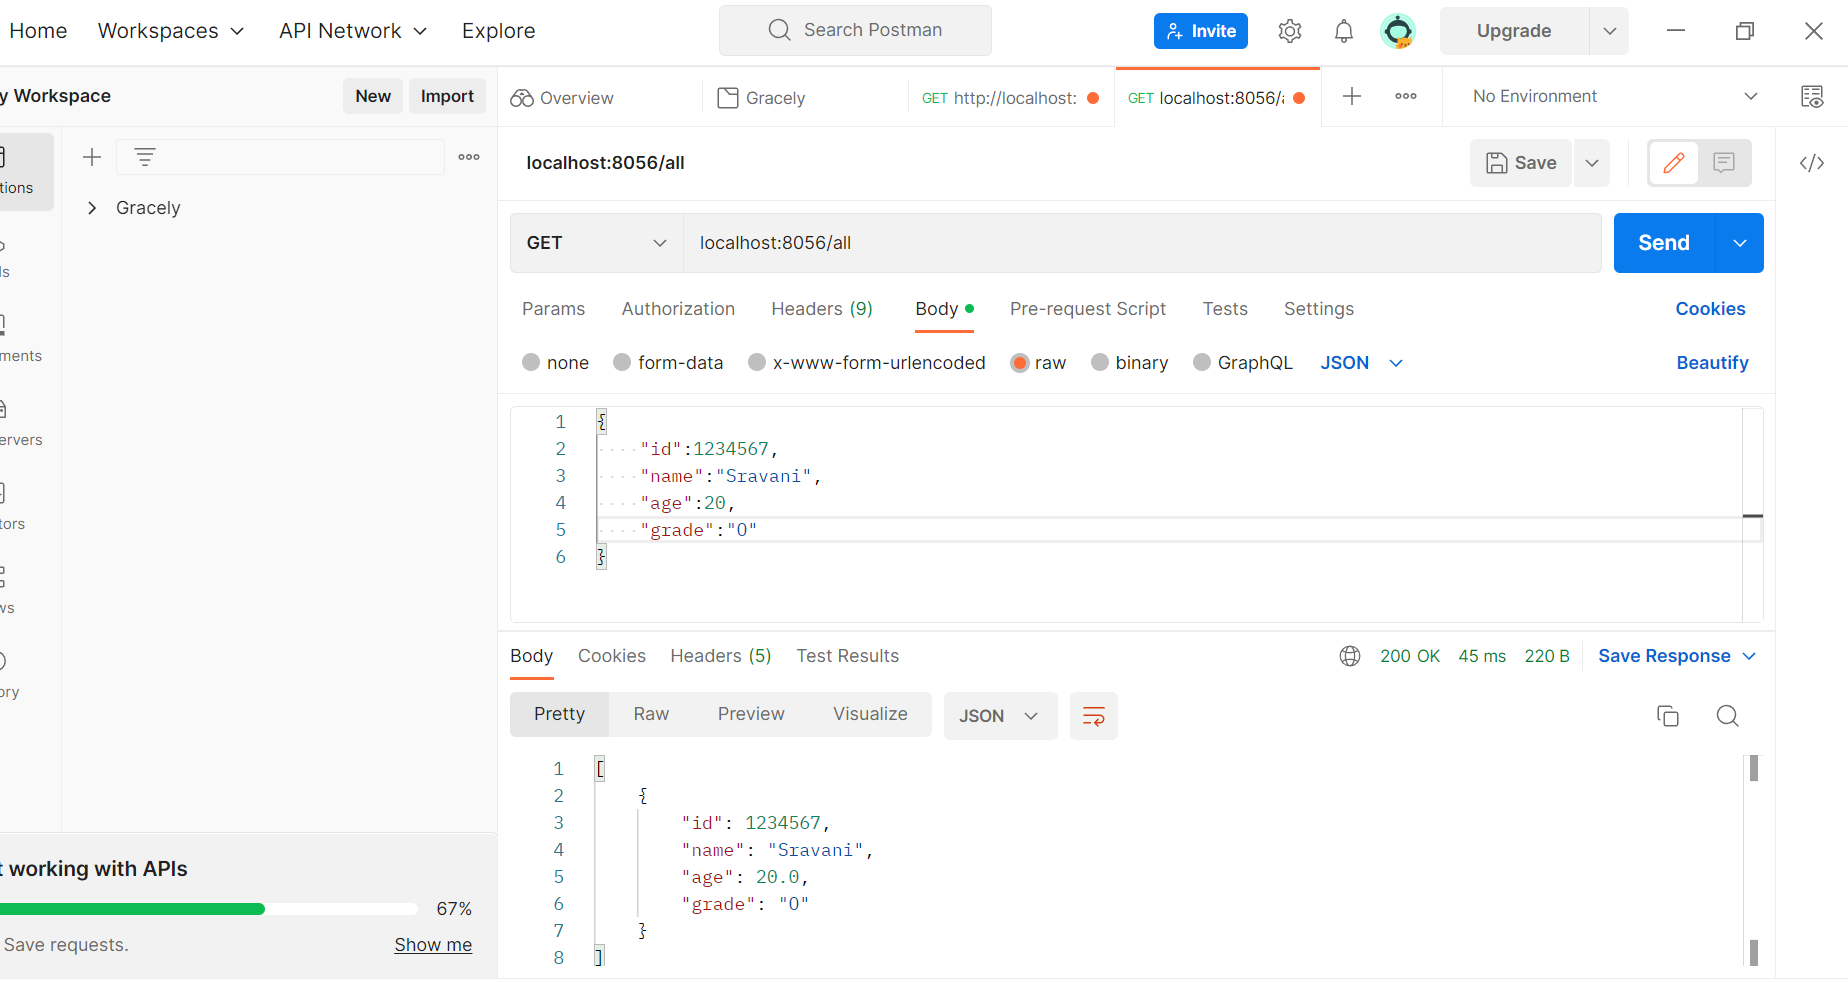 Home Workspaces API Network Explore Search Postman Invite Upgrade
y Workspace New Import Overview Gracely GET http://localhost: GET localhost:8056/a No Environment
localhost:8056/all Save
tions
Gracely
GET localhost:8056/all Send
ls
Params Authorization Headers (9) Body Pre-request Script Tests Settings Cookies
ments
none form-data x-www-form-urlencoded raw binary GraphQL JSON Beautify
1 {
ervers
2 "id":1234567,
3 "name":"Sravani",
4 "age":20,
tors
5 "grade":"O"
6 }
ws
Body Cookies Headers (5) Test Results 200 OK 45 ms 220 B Save Response
ory
Pretty Raw Preview Visualize JSON
1 [
2 {
3 "id": 1234567,
4 "name": "Sravani",
5 "age": 20.0,
6 "grade": "O"
7 }
8 ]
t working with APIs
67%
Save requests. Show me